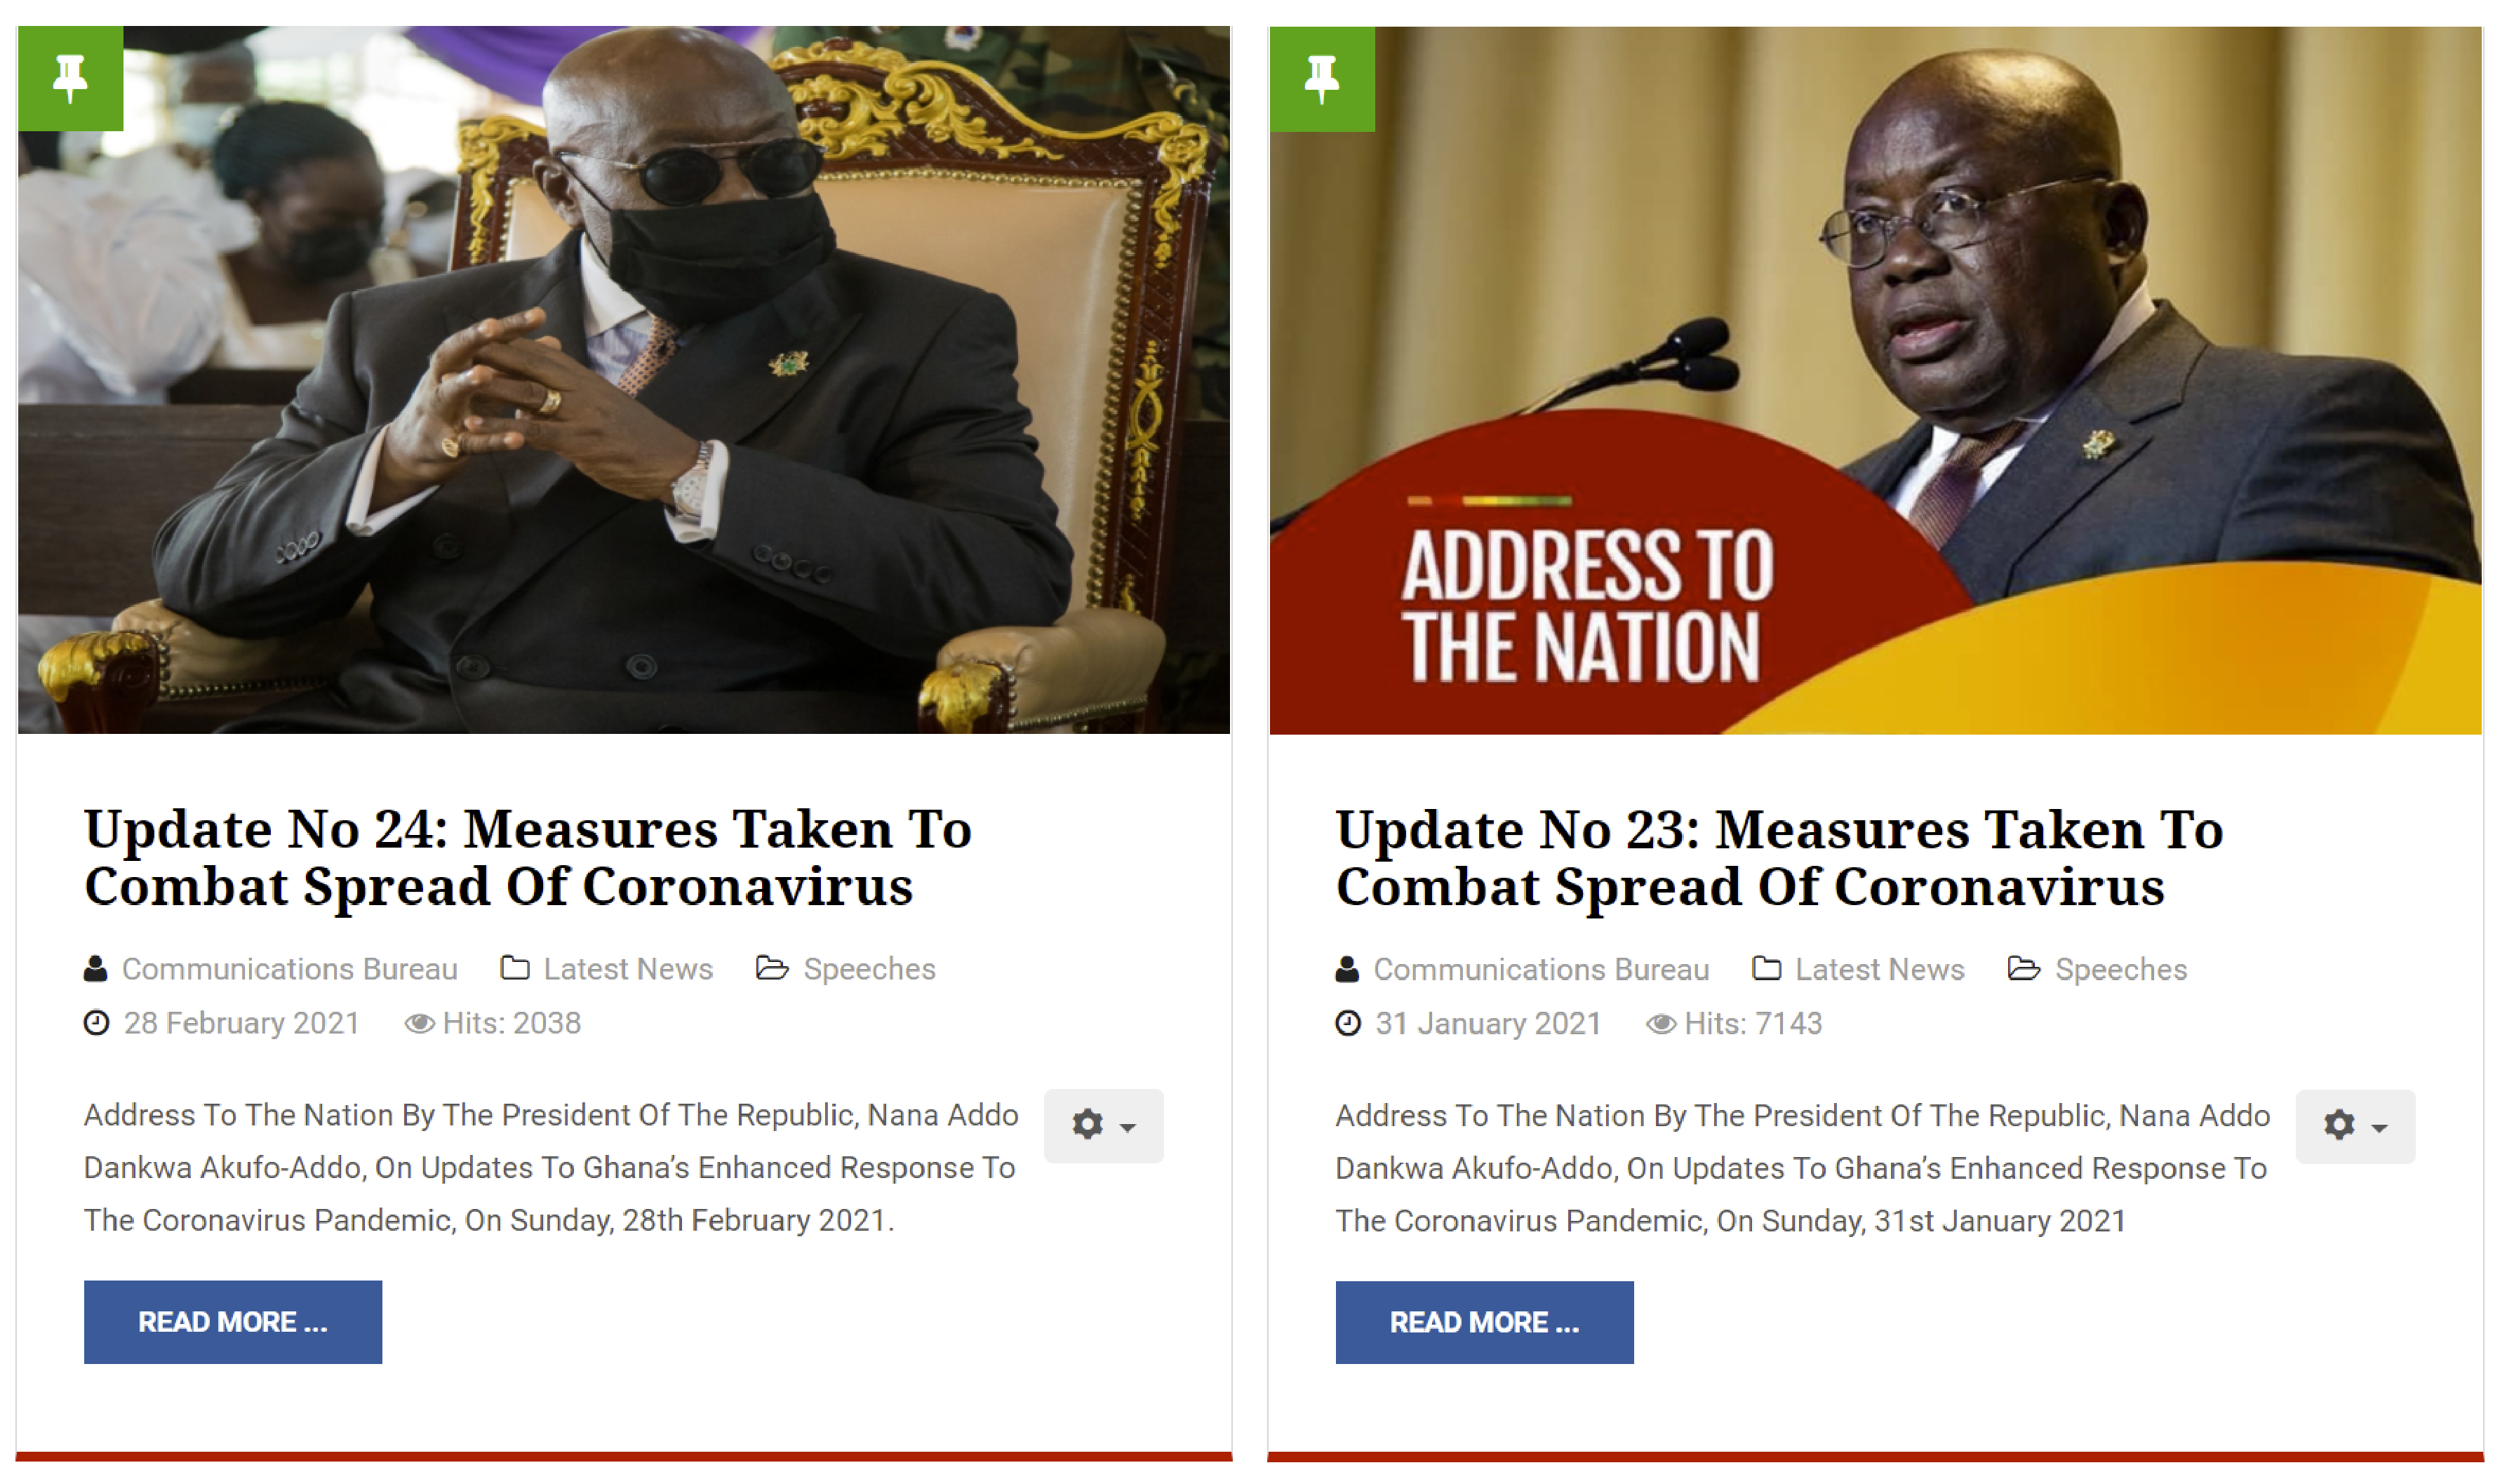 ADDRESS TO
THE NATION
Update No 24: Measures Taken To
Combat Spread Of Coronavirus
Communications Bureau Latest News Speeches
28 February 2021 Hits: 2038
Address To The Nation By The President Of The Republic, Nana Addo
Dankwa Akufo-Addo, On Updates To Ghana’s Enhanced Response To
The Coronavirus Pandemic, On Sunday, 28th February 2021.
READ MORE ...
Update No 23: Measures Taken To
Combat Spread Of Coronavirus
Communications Bureau Latest News Speeches
31 January 2021 Hits: 7143
Address To The Nation By The President Of The Republic, Nana Addo
Dankwa Akufo-Addo, On Updates To Ghana’s Enhanced Response To
The Coronavirus Pandemic, On Sunday, 31st January 2021
READ MORE ...